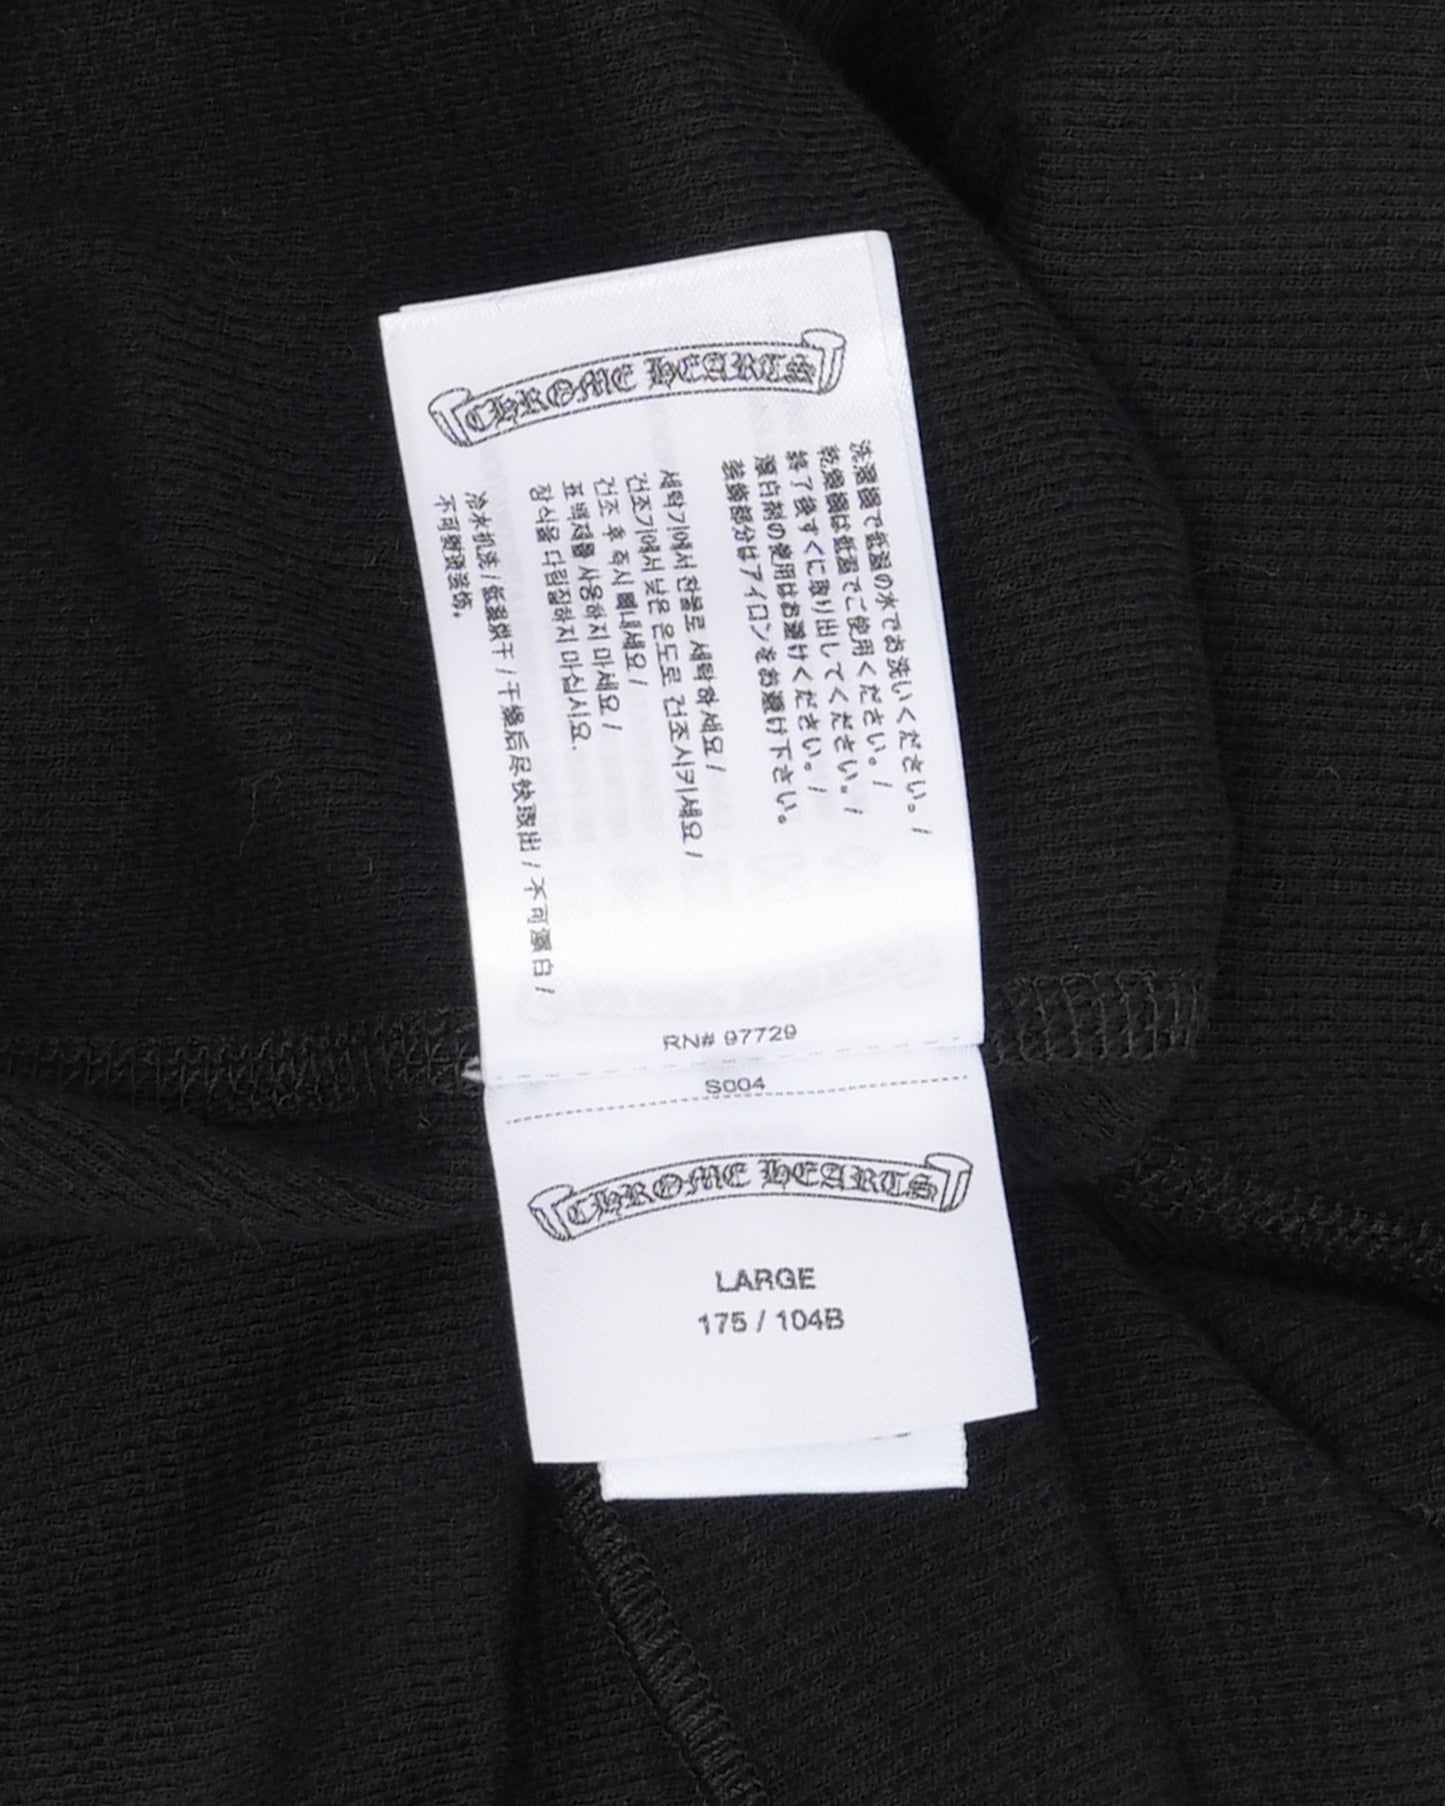 CHROME HEARTS
洗濯機で低温の水でお洗いください。/
乾燥機は低温でご使用ください。/
終了後すぐに取り出してください。/
漂白剤の使用はお避けください。/
装飾部分はアイロンをお避け下さい。
세탁기에서 찬물로 세탁하세요 /
건조기에서 낮은 온도로 건조시키세요 /
건조 후 즉시 빼내세요 /
표백제를 사용하지 마세요 /
장식을 다림질하지 마십시요.
冷水机洗 / 低温烘干 / 干燥后尽快取出 / 不可漂白 /
不可熨烫装饰。
RN# 97729
S004
CHROME HEARTS
LARGE
175 / 104B